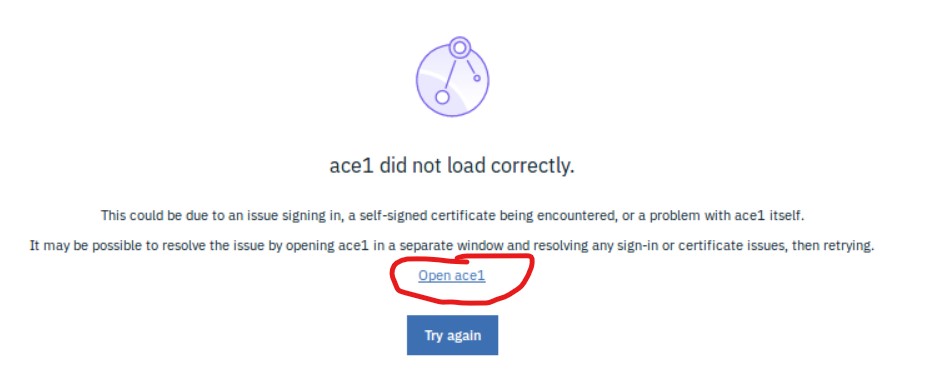 ace1 did not load correctly.
This could be due to an issue signing in, a self-signed certificate being encountered, or a problem with ace1 itself.
It may be possible to resolve the issue by opening ace1 in a separate window and resolving any sign-in or certificate issues, then retrying.
Open ace1
Try again